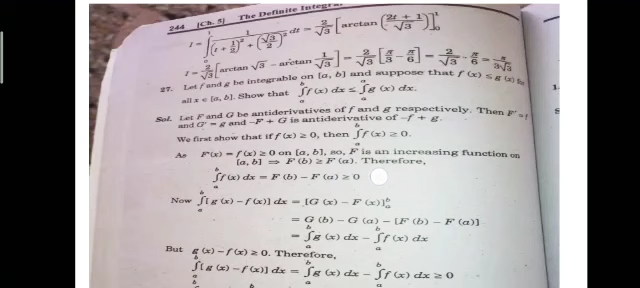 244 [Ch. 5] The Definite Integral
I = ∫₀¹ 1/((t + 1/2)² + (√3/2)²) dt = 2/√3 [arctan ((2t + 1)/√3)]₀¹
I = 2/√3 [arctan √3 − arctan 1/√3] = 2/√3 [π/3 − π/6] = 2/√3 · π/6 = π/(3√3)
27. Let f and g be integrable on [a, b] and suppose that f (x) ≤ g (x) for
all x ∈ [a, b]. Show that ∫ₐᵇ f (x) dx ≤ ∫ₐᵇ g (x) dx.
Sol. Let F and G be antiderivatives of f and g respectively. Then F' = f
and G' = g and −F + G is antiderivative of −f + g.
We first show that if f (x) ≥ 0, then ∫ₐᵇ f (x) ≥ 0.
As F'(x) = f (x) ≥ 0 on [a, b], so, F is an increasing function on
[a, b] ⟹ F (b) ≥ F (a). Therefore,
∫ₐᵇ f (x) dx = F (b) − F (a) ≥ 0
Now ∫ₐᵇ [g (x) − f (x)] dx = [G (x) − F (x)]ₐᵇ
= G (b) − G (a) − [F (b) − F (a)]
= ∫ₐᵇ g (x) dx − ∫ₐᵇ f (x) dx
But g (x) − f (x) ≥ 0. Therefore,
∫ₐᵇ [g (x) − f (x)] dx = ∫ₐᵇ g (x) dx − ∫ₐᵇ f (x) dx ≥ 0